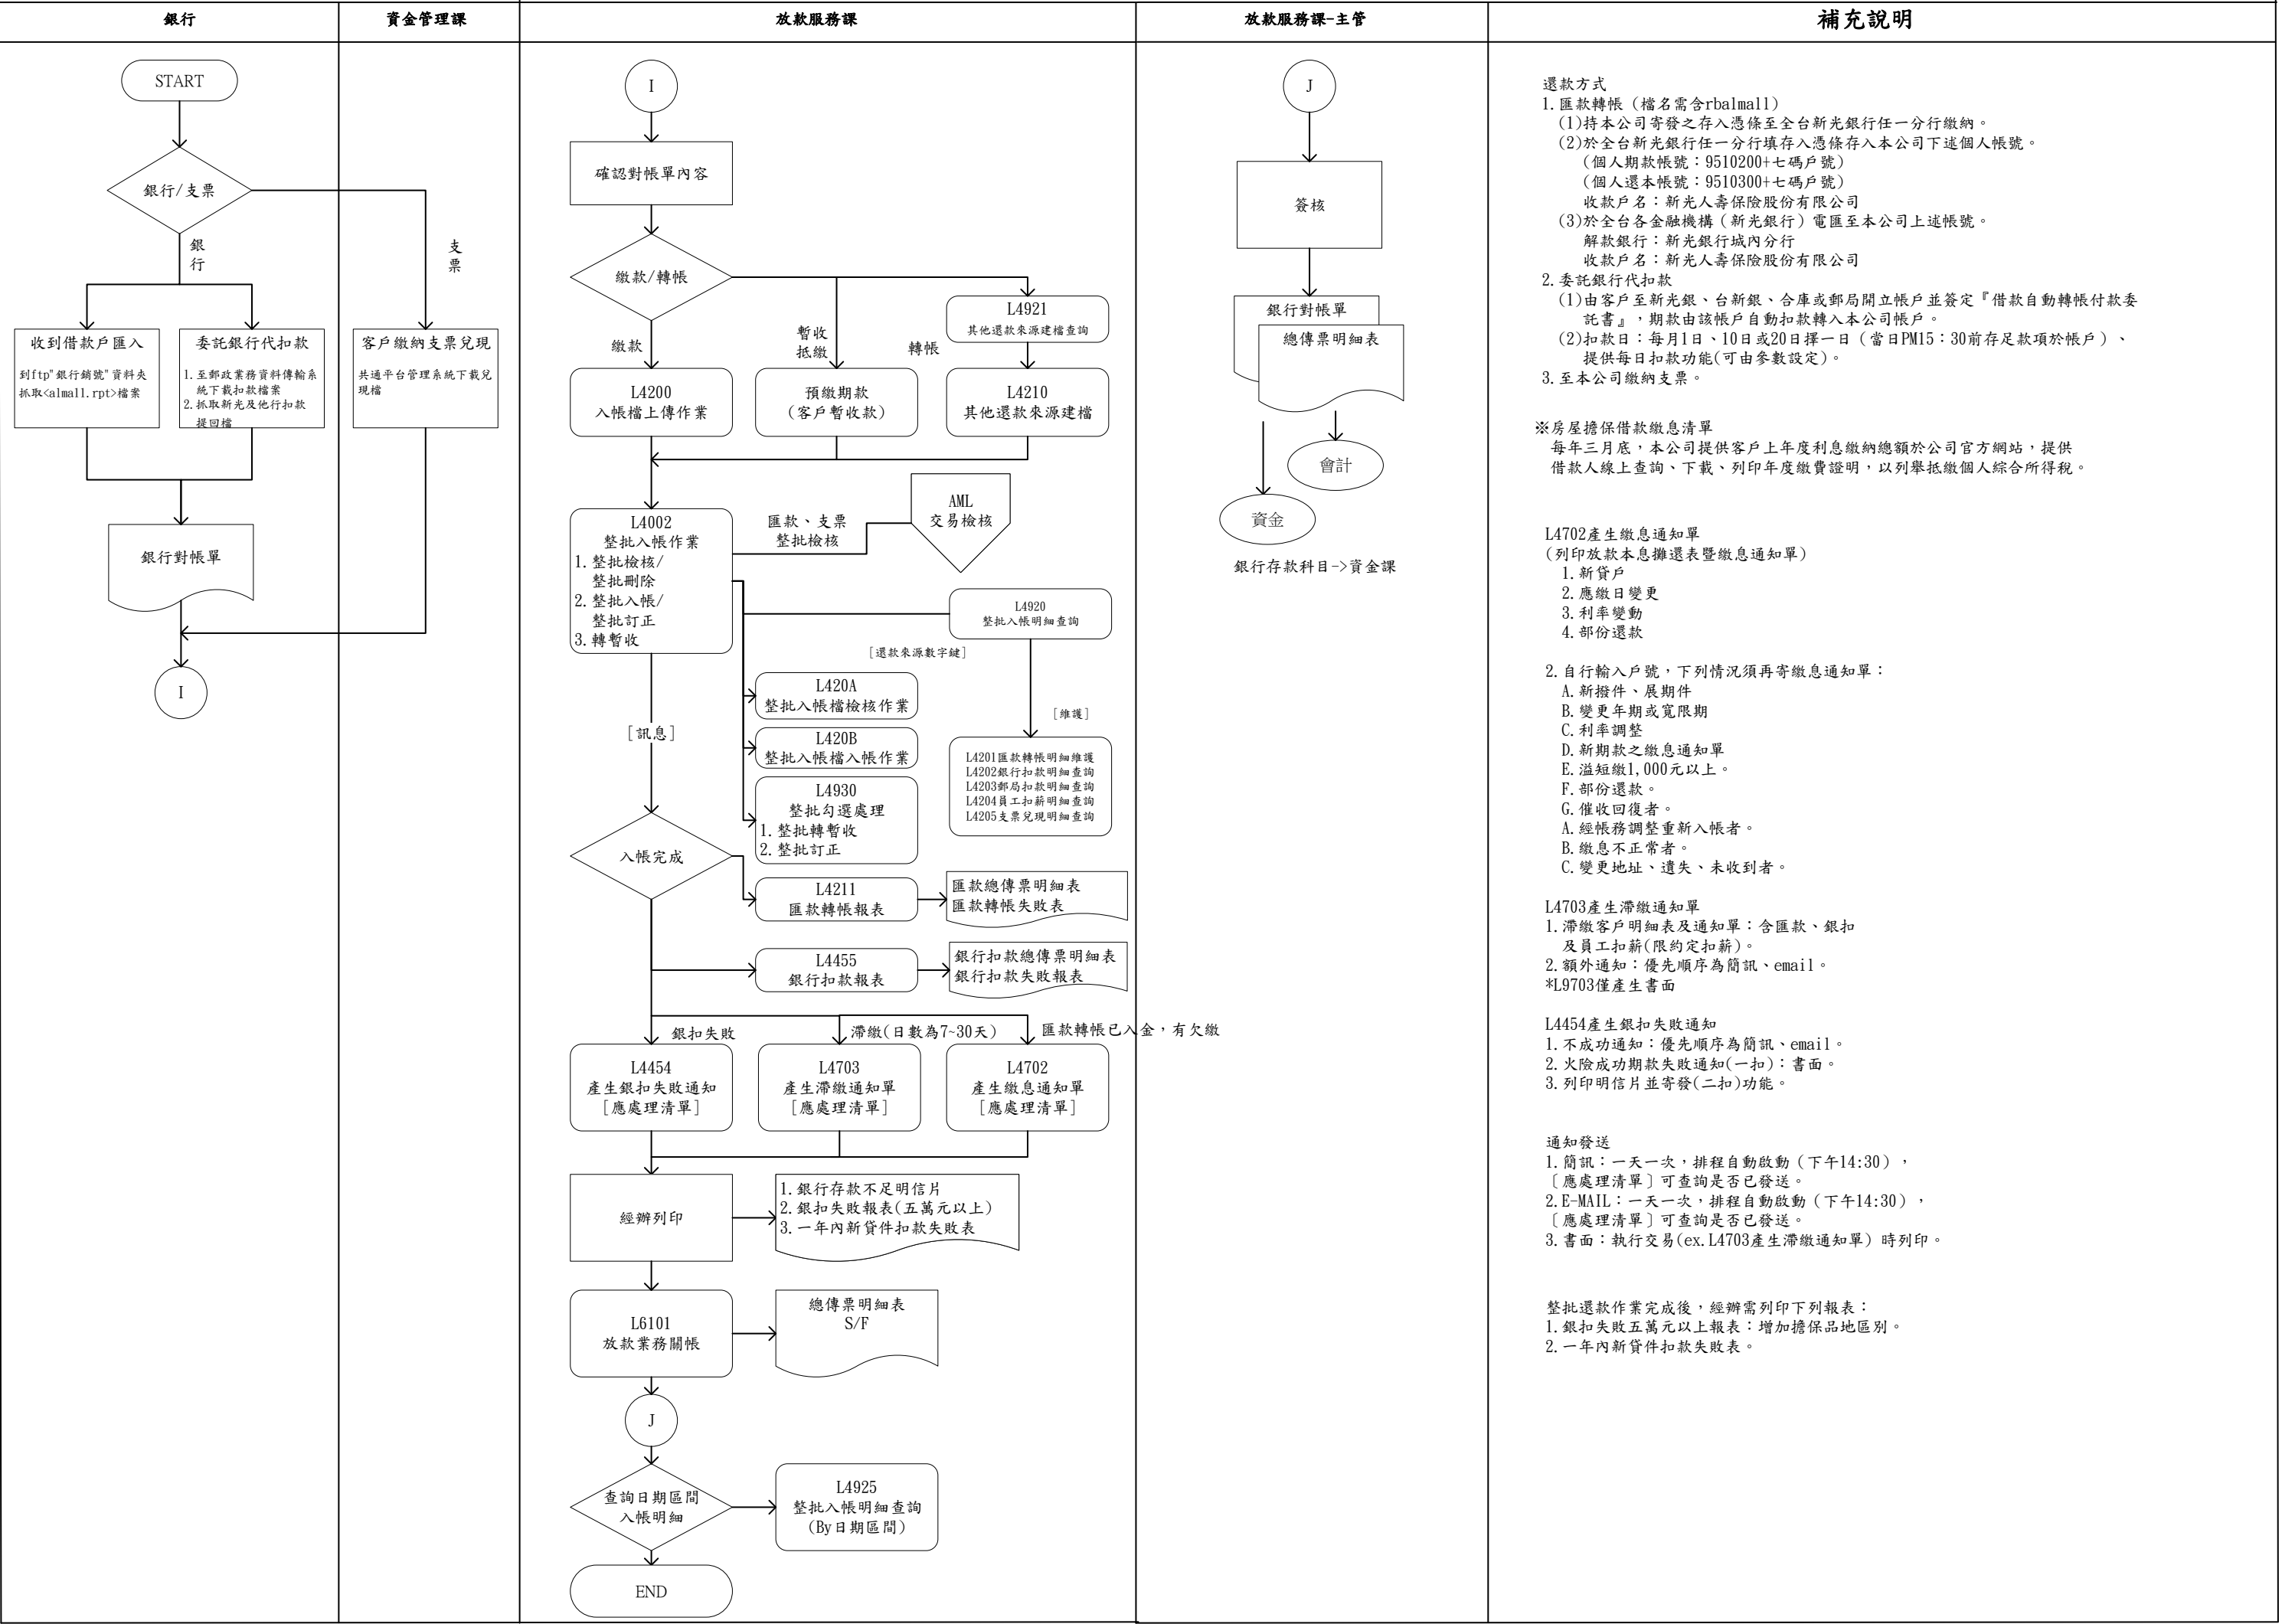 銀行
資金管理課
放款服務課
放款服務課-主管
補充說明
START
銀行/支票
銀
行
支
票
收到借款戶匯入
到ftp"銀行銷號"資料夾
抓取<almall.rpt>檔案
委託銀行代扣款
1.至郵政業務資料傳輸系
統下載扣款檔案
2.抓取新光及他行扣款
提回檔
客戶繳納支票兌現
共通平台管理系統下載兌
現檔
銀行對帳單
I
I
確認對帳單內容
繳款/轉帳
繳款
暫收
抵繳
轉帳
L4921
其他還款來源建檔查詢
L4200
入帳檔上傳作業
預繳期款
(客戶暫收款)
L4210
其他還款來源建檔
L4002
整批入帳作業
1.整批檢核/
整批刪除
2.整批入帳/
整批訂正
3.轉暫收
匯款、支票
整批檢核
AML
交易檢核
L4920
整批入帳明細查詢
[還款來源數字鍵]
L420A
整批入帳檔檢核作業
[維護]
[訊息]
L420B
整批入帳檔入帳作業
L4201匯款轉帳明細維護
L4202銀行扣款明細查詢
L4203郵局扣款明細查詢
L4204員工扣薪明細查詢
L4205支票兌現明細查詢
L4930
整批勾選處理
1.整批轉暫收
2.整批訂正
入帳完成
L4211
匯款轉帳報表
匯款總傳票明細表
匯款轉帳失敗表
L4455
銀行扣款報表
銀行扣款總傳票明細表
銀行扣款失敗報表
銀扣失敗
滯繳(日數為7~30天)
匯款轉帳已入金，有欠繳
L4454
產生銀扣失敗通知
[應處理清單]
L4703
產生滯繳通知單
[應處理清單]
L4702
產生繳息通知單
[應處理清單]
經辦列印
1.銀行存款不足明信片
2.銀扣失敗報表(五萬元以上)
3.一年內新貸件扣款失敗表
L6101
放款業務關帳
總傳票明細表
S/F
J
查詢日期區間
入帳明細
L4925
整批入帳明細查詢
(By日期區間)
END
J
簽核
銀行對帳單
總傳票明細表
會計
資金
銀行存款科目->資金課
還款方式
1.匯款轉帳（檔名需含rbalmall）
(1)持本公司寄發之存入憑條至全台新光銀行任一分行繳納。
(2)於全台新光銀行任一分行填存入憑條存入本公司下述個人帳號。
(個人期款帳號：9510200+七碼戶號)
(個人還本帳號：9510300+七碼戶號)
收款戶名：新光人壽保險股份有限公司
(3)於全台各金融機構（新光銀行）電匯至本公司上述帳號。
解款銀行：新光銀行城內分行
收款戶名：新光人壽保險股份有限公司
2.委託銀行代扣款
(1)由客戶至新光銀、台新銀、合庫或郵局開立帳戶並簽定『借款自動轉帳付款委
託書』，期款由該帳戶自動扣款轉入本公司帳戶。
(2)扣款日：每月1日、10日或20日擇一日（當日PM15：30前存足款項於帳戶）、
提供每日扣款功能(可由參數設定)。
3.至本公司繳納支票。
※房屋擔保借款繳息清單
每年三月底，本公司提供客戶上年度利息繳納總額於公司官方網站，提供
借款人線上查詢、下載、列印年度繳費證明，以列舉抵繳個人綜合所得稅。
L4702產生繳息通知單
(列印放款本息攤還表暨繳息通知單)
1.新貸戶
2.應繳日變更
3.利率變動
4.部份還款
2.自行輸入戶號，下列情況須再寄繳息通知單：
A.新撥件、展期件
B.變更年期或寬限期
C.利率調整
D.新期款之繳息通知單
E.溢短繳1,000元以上。
F.部份還款。
G.催收回復者。
A.經帳務調整重新入帳者。
B.繳息不正常者。
C.變更地址、遺失、未收到者。
L4703產生滯繳通知單
1.滯繳客戶明細表及通知單：含匯款、銀扣
及員工扣薪(限約定扣薪)。
2.額外通知：優先順序為簡訊、email。
*L9703僅產生書面
L4454產生銀扣失敗通知
1.不成功通知：優先順序為簡訊、email。
2.火險成功期款失敗通知(一扣)：書面。
3.列印明信片並寄發(二扣)功能。
通知發送
1.簡訊：一天一次，排程自動啟動（下午14:30），
［應處理清單］可查詢是否已發送。
2.E-MAIL：一天一次，排程自動啟動（下午14:30），
［應處理清單］可查詢是否已發送。
3.書面：執行交易(ex.L4703產生滯繳通知單) 時列印。
整批還款作業完成後，經辦需列印下列報表：
1.銀扣失敗五萬元以上報表：增加擔保品地區別。
2.一年內新貸件扣款失敗表。